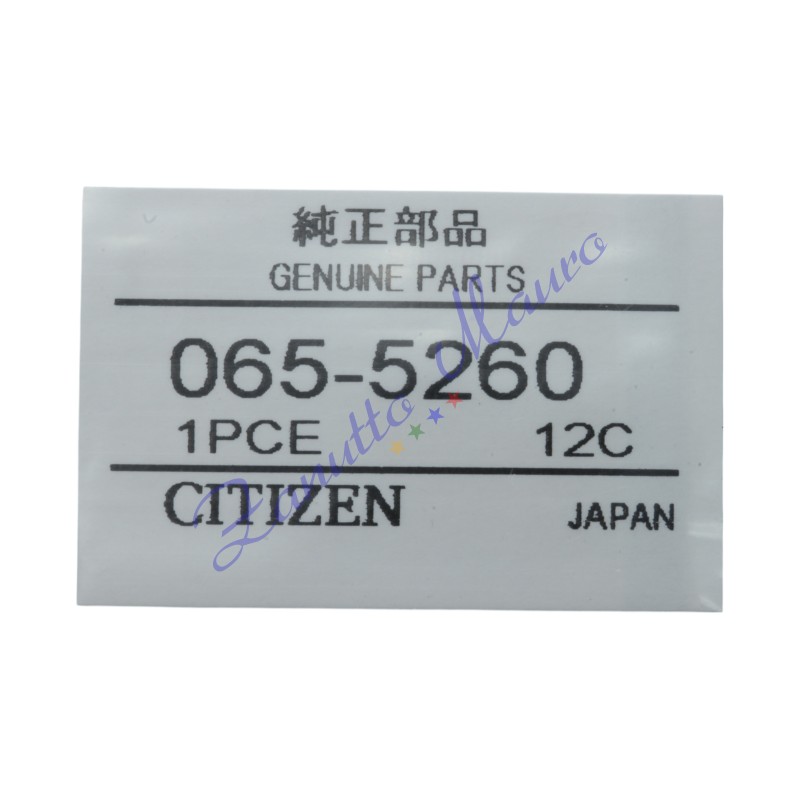 純正部品
GENUINE PARTS
065-5260
1PCE 12C
CITIZEN JAPAN
Zanutto Mauro